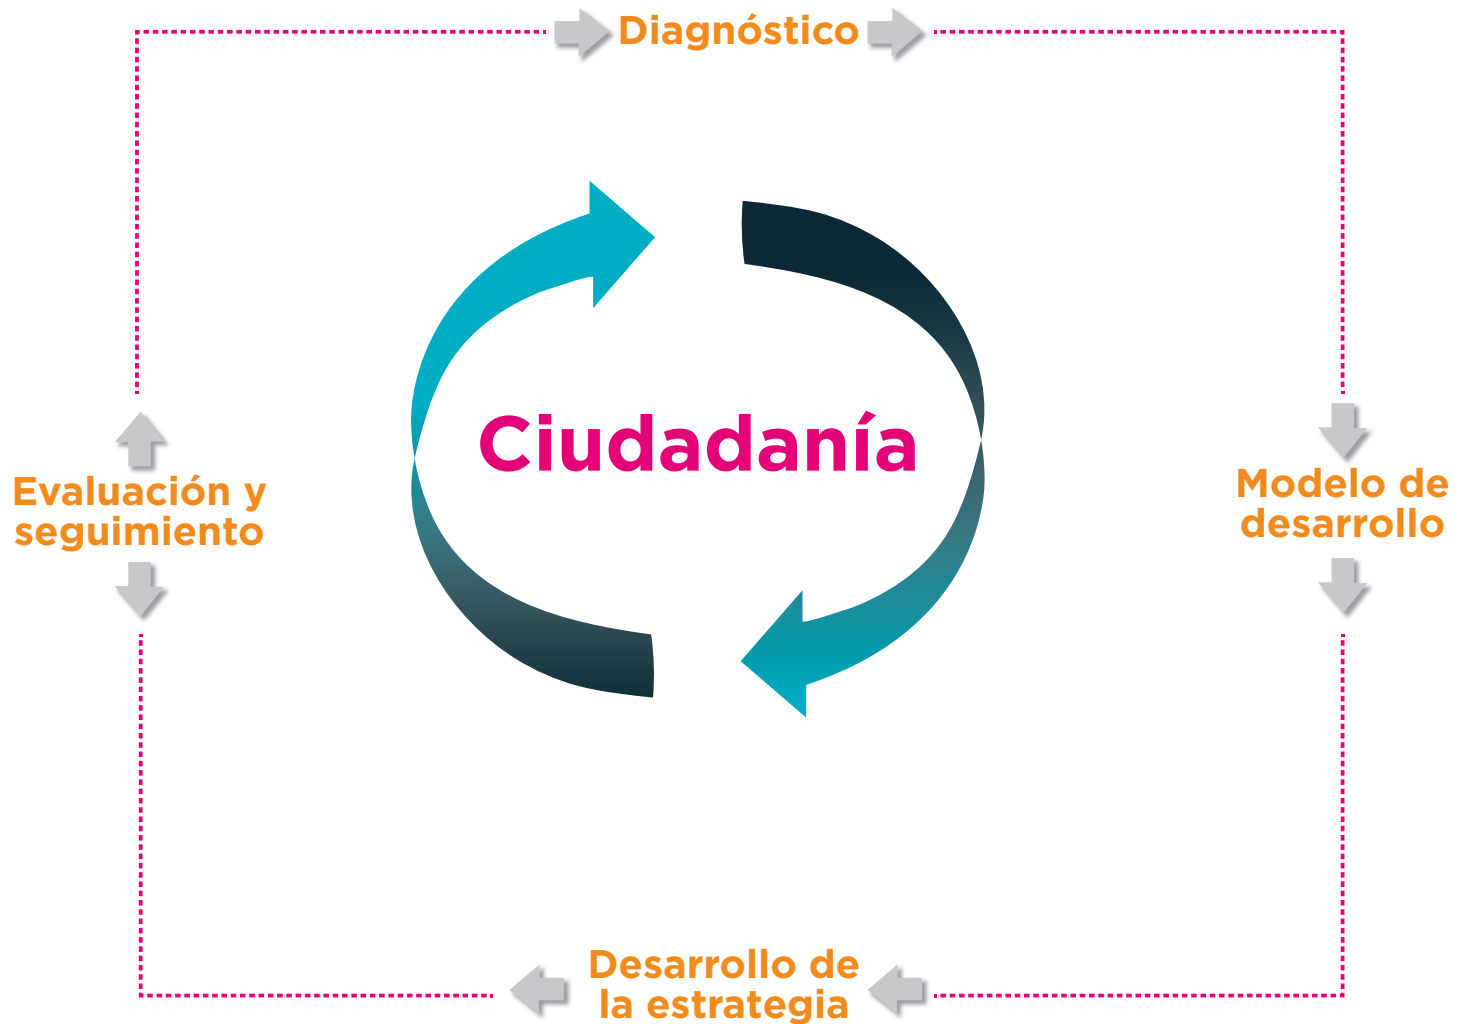 Diagnóstico
Ciudadanía
Evaluación y
seguimiento
Modelo de
desarrollo
Desarrollo de
la estrategia